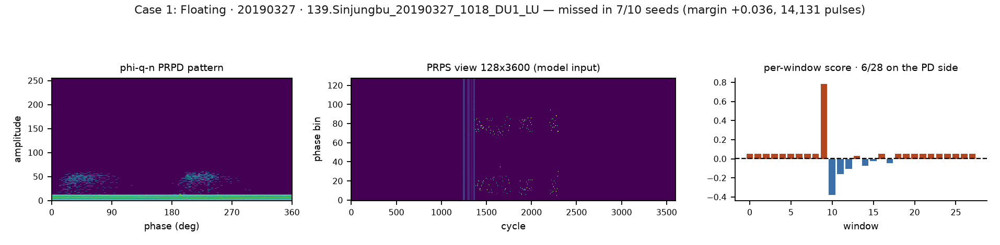 Case 1: Floating · 20190327 · 139.Sinjungbu_20190327_1018_DU1_LU — missed in 7/10 seeds (margin +0.036, 14,131 pulses)
phi-q-n PRPD pattern
amplitude
250
200
150
100
50
0
0 90 180 270 360
phase (deg)
PRPS view 128x3600 (model input)
phase bin
120
100
80
60
40
20
0
0 500 1000 1500 2000 2500 3000 3500
cycle
per-window score · 6/28 on the PD side
0.8
0.6
0.4
0.2
0.0
−0.2
−0.4
0 5 10 15 20 25
window